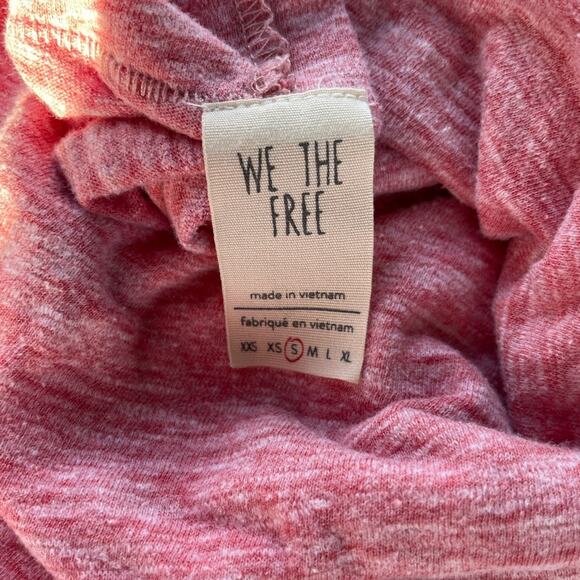 WE THE
FREE
made in vietnam
fabriqué en vietnam
XXS XS S M L XL